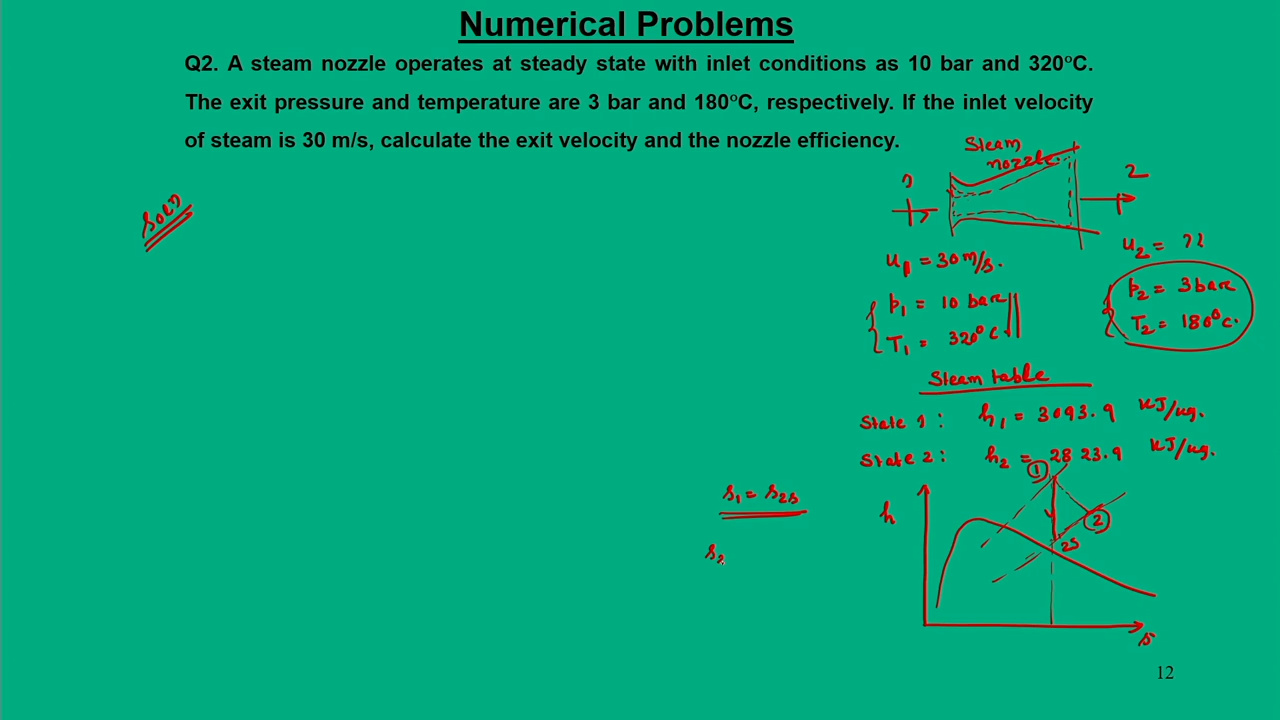 Numerical Problems
Q2. A steam nozzle operates at steady state with inlet conditions as 10 bar and 320°C.
The exit pressure and temperature are 3 bar and 180°C, respectively. If the inlet velocity
of steam is 30 m/s, calculate the exit velocity and the nozzle efficiency.
Steam
nozzle.
1
2
Sol)
u₁ = 30 m/s.
u₂ = ??
p₁ = 10 bar
T₁ = 320°C
p₂ = 3 bar
T₂ = 180°C.
Steam table
State 1 : h₁ = 3093.9 kJ/kg.
State 2 : h₂ = 2823.9 kJ/kg.
s₁ = s₂s
s₂
h
1
2
2s
s
12